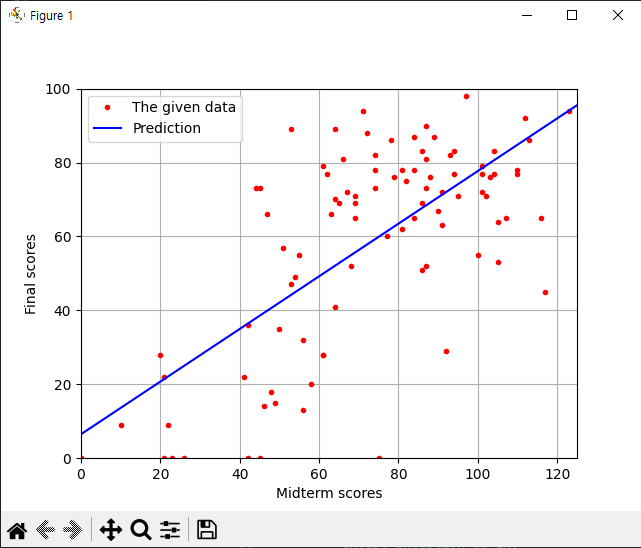 Figure 1
100
The given data
Prediction
80
60
40
20
0
Final scores
0 20 40 60 80 100 120
Midterm scores